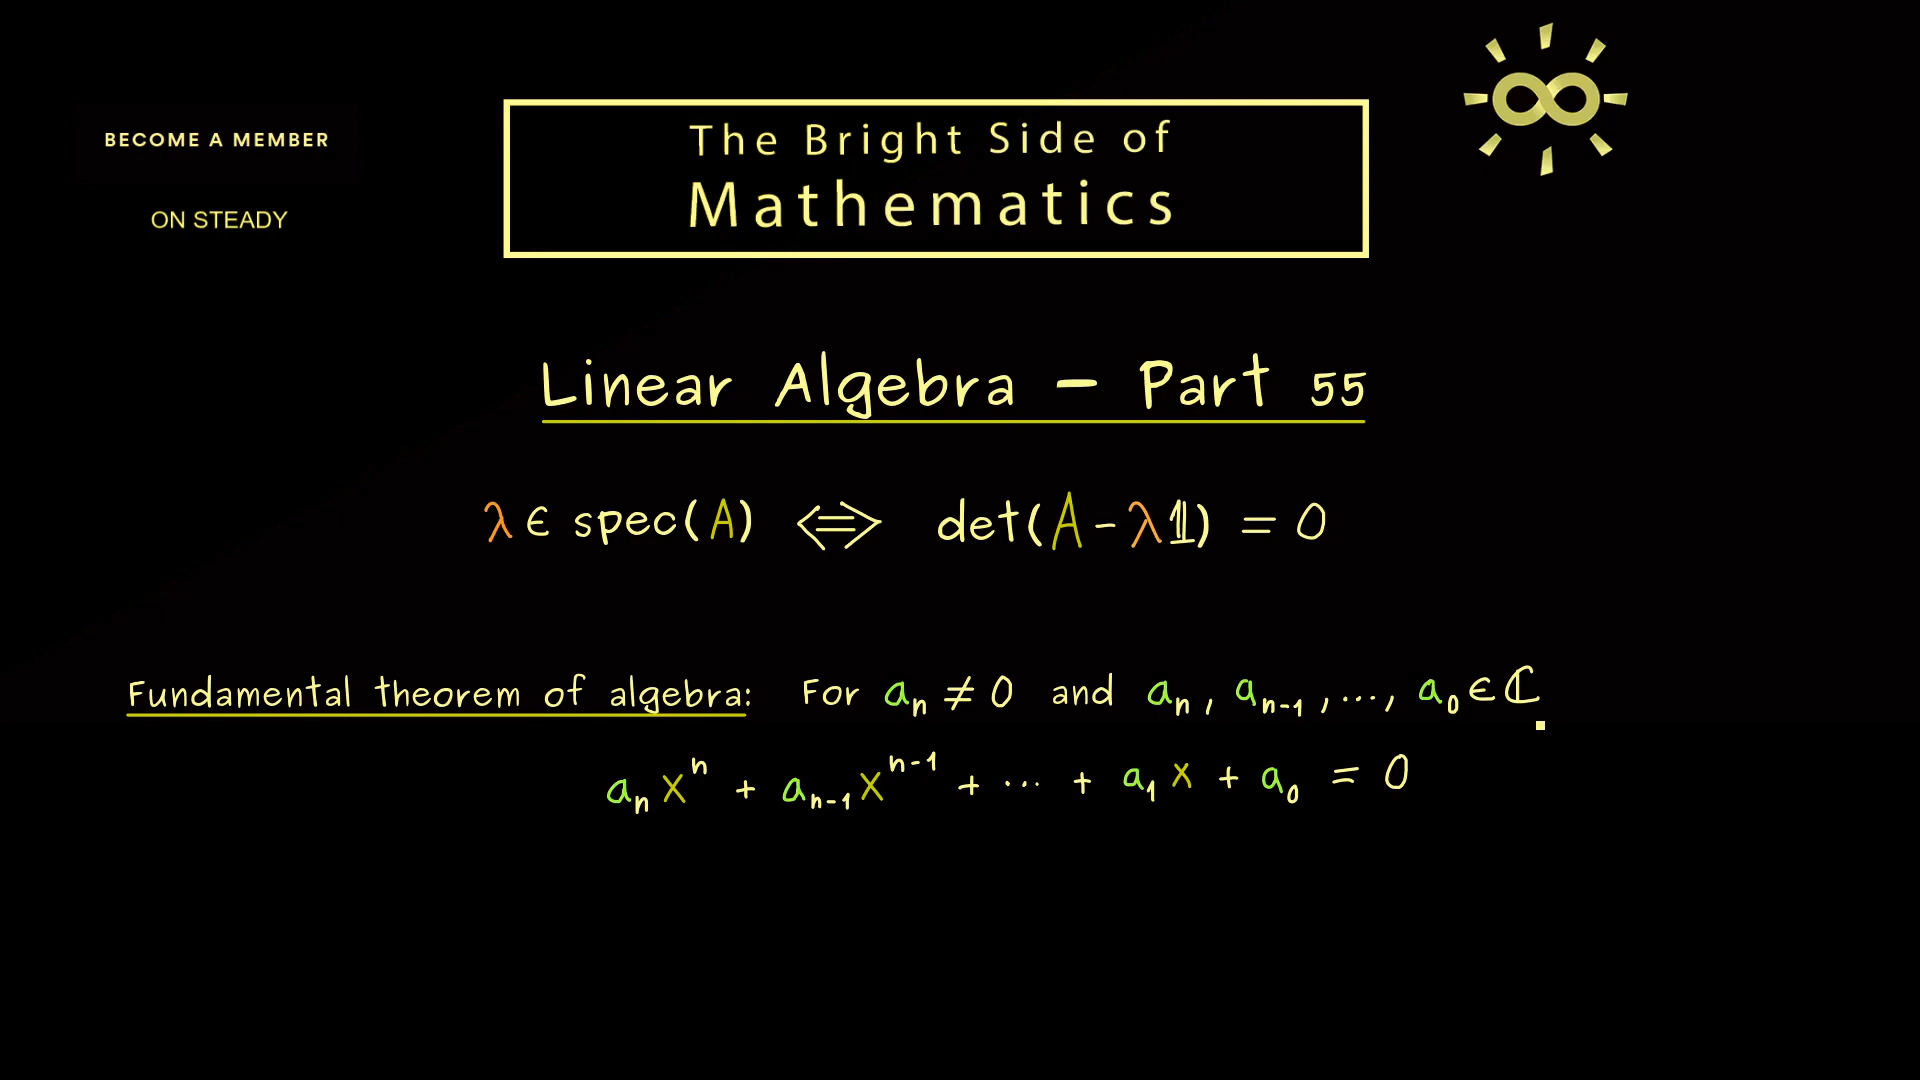 BECOME A MEMBER
ON STEADY
The Bright Side of
Mathematics
Linear Algebra – Part 55
λ ∈ spec(A) ⟺ det(A - λ𝟙) = 0
Fundamental theorem of algebra: For aₙ ≠ 0 and aₙ, aₙ₋₁, ..., a₀ ∈ ℂ
aₙxⁿ + aₙ₋₁xⁿ⁻¹ + ··· + a₁x + a₀ = 0